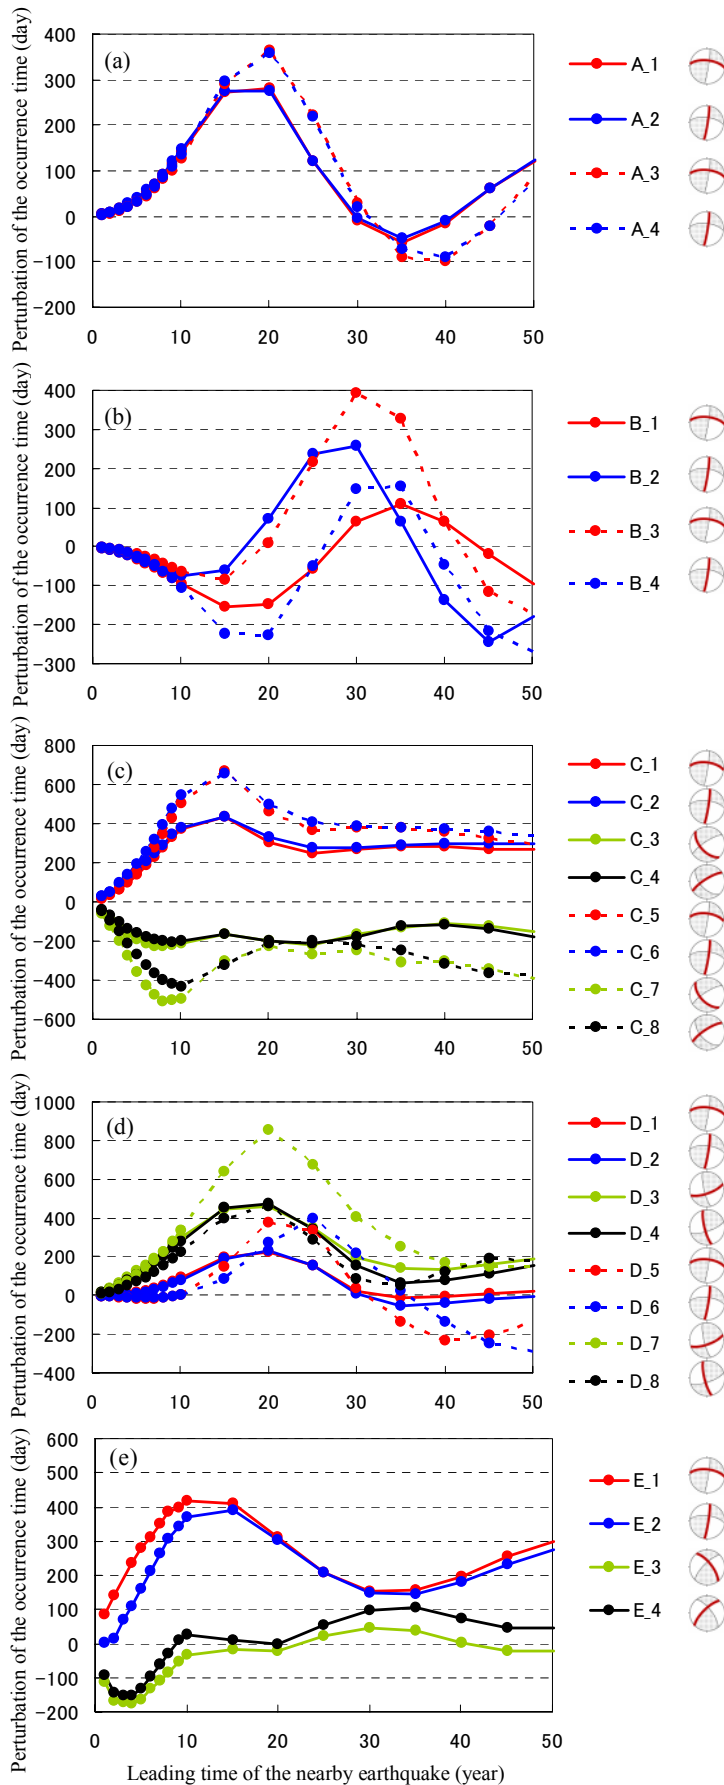 Perturbation of the occurrence time (day)
400
300
200
100
0
−100
−200
(a)
0 10 20 30 40 50
A_1
A_2
A_3
A_4
Perturbation of the occurrence time (day)
400
300
200
100
0
−100
−200
−300
(b)
0 10 20 30 40 50
B_1
B_2
B_3
B_4
Perturbation of the occurrence time (day)
800
600
400
200
0
−200
−400
−600
(c)
0 10 20 30 40 50
C_1
C_2
C_3
C_4
C_5
C_6
C_7
C_8
Perturbation of the occurrence time (day)
1000
800
600
400
200
0
−200
−400
(d)
0 10 20 30 40 50
D_1
D_2
D_3
D_4
D_5
D_6
D_7
D_8
Perturbation of the occurrence time (day)
600
500
400
300
200
100
0
−100
−200
(e)
0 10 20 30 40 50
E_1
E_2
E_3
E_4
Leading time of the nearby earthquake (year)